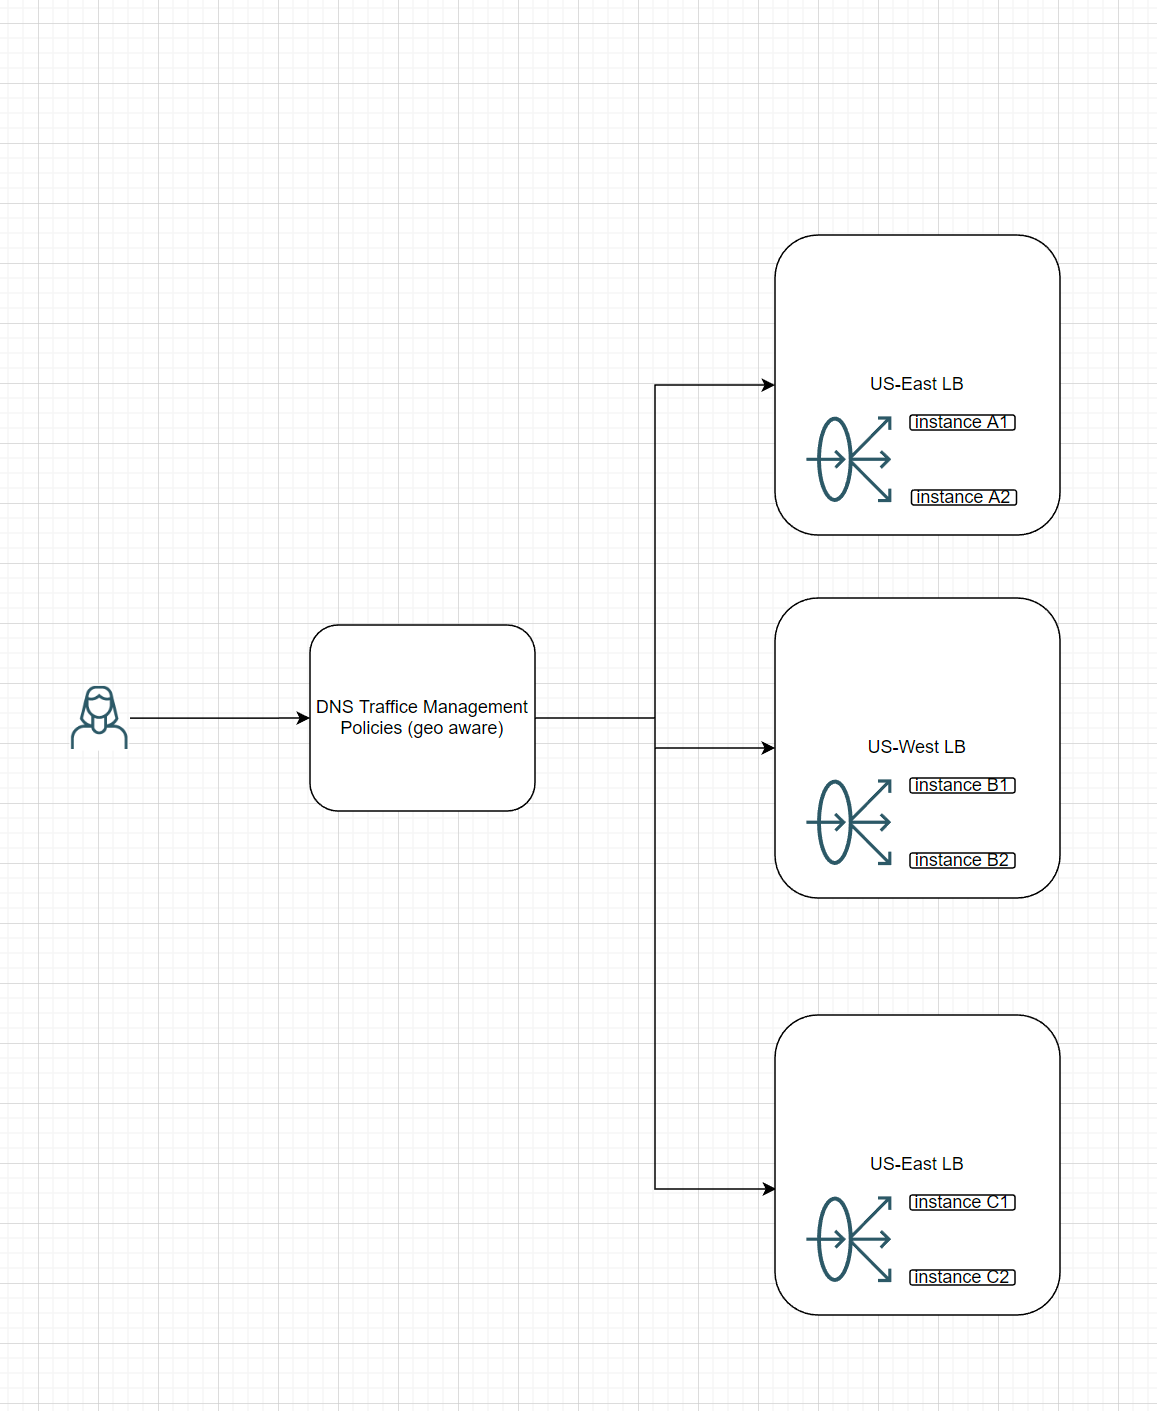 US-East LB
instance A1
instance A2
DNS Traffice Management
Policies (geo aware)
US-West LB
instance B1
instance B2
US-East LB
instance C1
instance C2